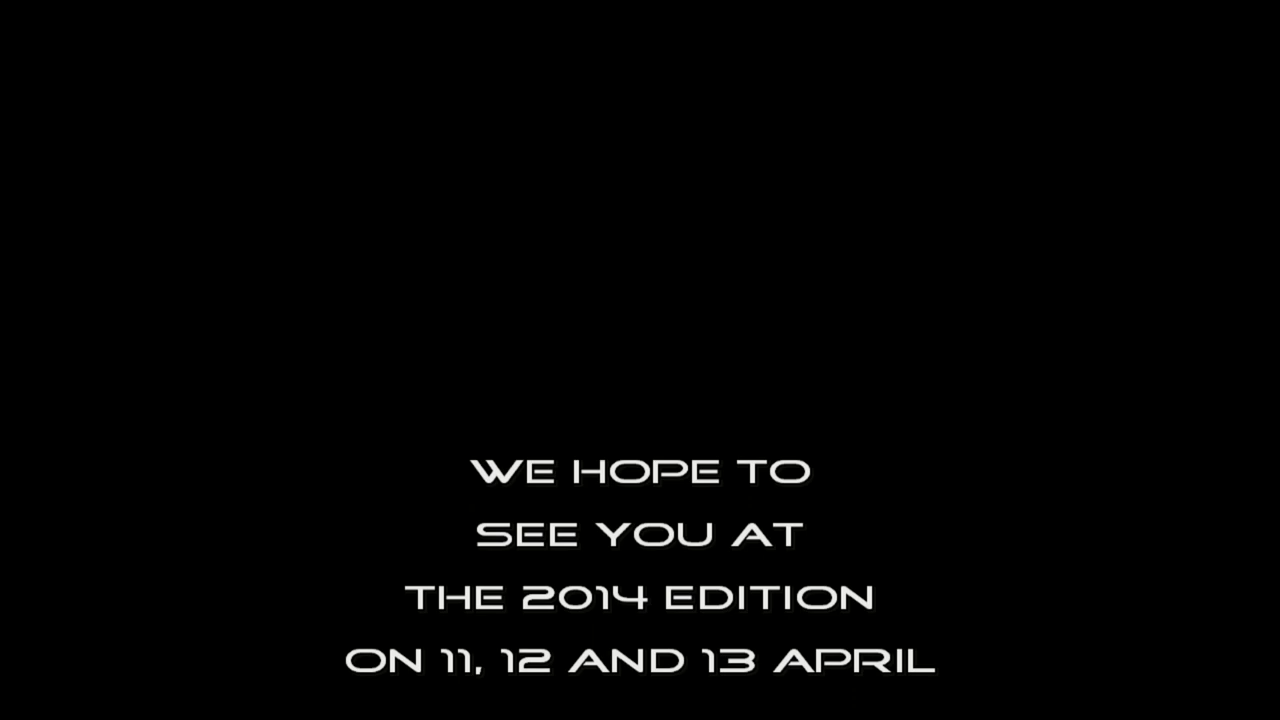 WE HOPE TO
SEE YOU AT
THE 2014 EDITION
ON 11, 12 AND 13 APRIL